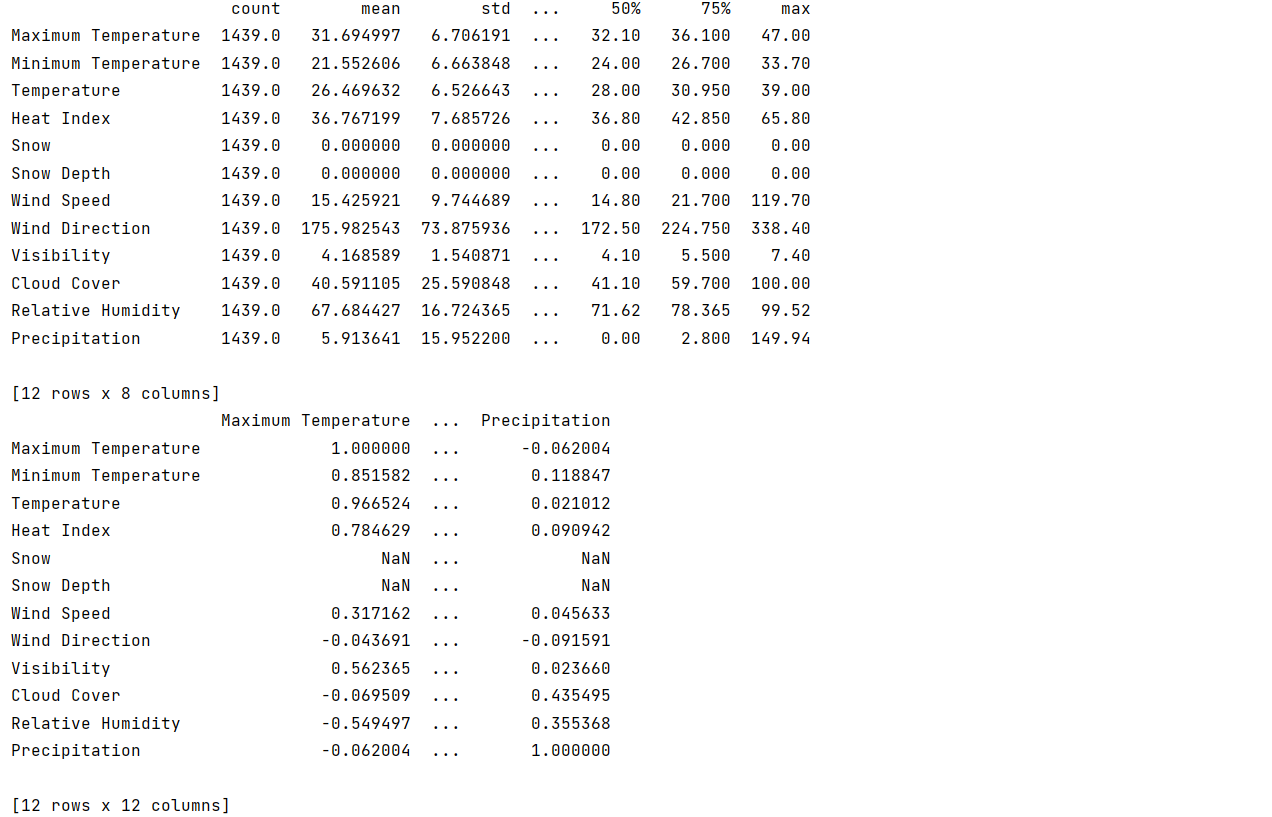 count        mean        std  ...     50%      75%     max
Maximum Temperature  1439.0   31.694997   6.706191  ...   32.10   36.100   47.00
Minimum Temperature  1439.0   21.552606   6.663848  ...   24.00   26.700   33.70
Temperature          1439.0   26.469632   6.526643  ...   28.00   30.950   39.00
Heat Index           1439.0   36.767199   7.685726  ...   36.80   42.850   65.80
Snow                 1439.0    0.000000   0.000000  ...    0.00    0.000    0.00
Snow Depth           1439.0    0.000000   0.000000  ...    0.00    0.000    0.00
Wind Speed           1439.0   15.425921   9.744689  ...   14.80   21.700  119.70
Wind Direction       1439.0  175.982543  73.875936  ...  172.50  224.750  338.40
Visibility           1439.0    4.168589   1.540871  ...    4.10    5.500    7.40
Cloud Cover          1439.0   40.591105  25.590848  ...   41.10   59.700  100.00
Relative Humidity    1439.0   67.684427  16.724365  ...   71.62   78.365   99.52
Precipitation        1439.0    5.913641  15.952200  ...    0.00    2.800  149.94

[12 rows x 8 columns]
                     Maximum Temperature  ...  Precipitation
Maximum Temperature             1.000000  ...      -0.062004
Minimum Temperature             0.851582  ...       0.118847
Temperature                     0.966524  ...       0.021012
Heat Index                      0.784629  ...       0.090942
Snow                                 NaN  ...            NaN
Snow Depth                           NaN  ...            NaN
Wind Speed                      0.317162  ...       0.045633
Wind Direction                 -0.043691  ...      -0.091591
Visibility                      0.562365  ...       0.023660
Cloud Cover                    -0.069509  ...       0.435495
Relative Humidity              -0.549497  ...       0.355368
Precipitation                  -0.062004  ...       1.000000

[12 rows x 12 columns]